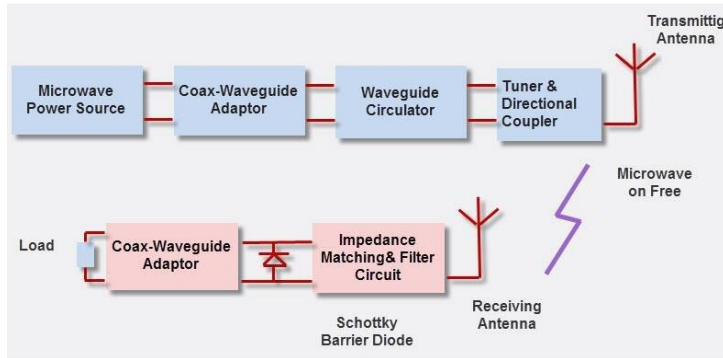 Transmittig
Antenna
Microwave
Power Source
Coax-Waveguide
Adaptor
Waveguide
Circulator
Tuner &
Directional
Coupler
Microwave
on Free
Load
Coax-Waveguide
Adaptor
Impedance
Matching& Filter
Circuit
Receiving
Antenna
Schottky
Barrier Diode